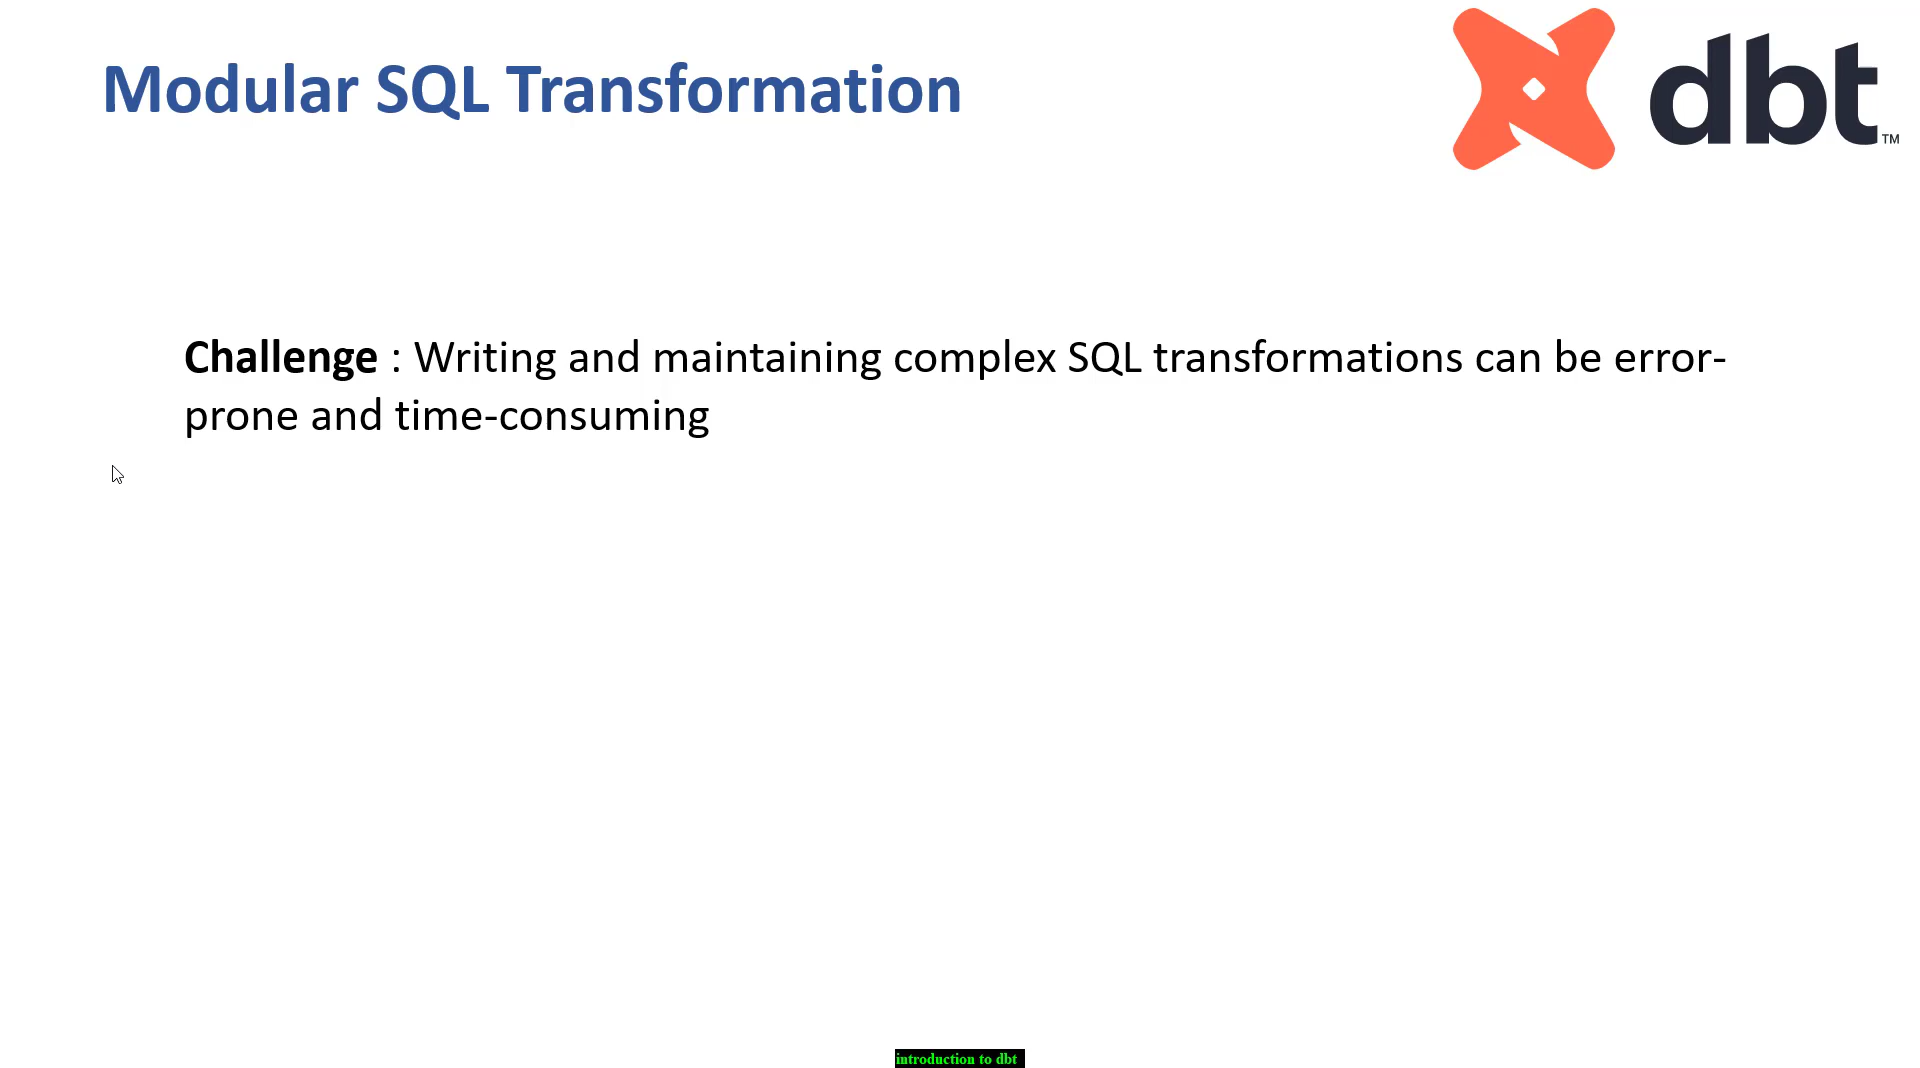 Modular SQL Transformation
dbt
TM
Challenge : Writing and maintaining complex SQL transformations can be error-
prone and time-consuming
introduction to dbt